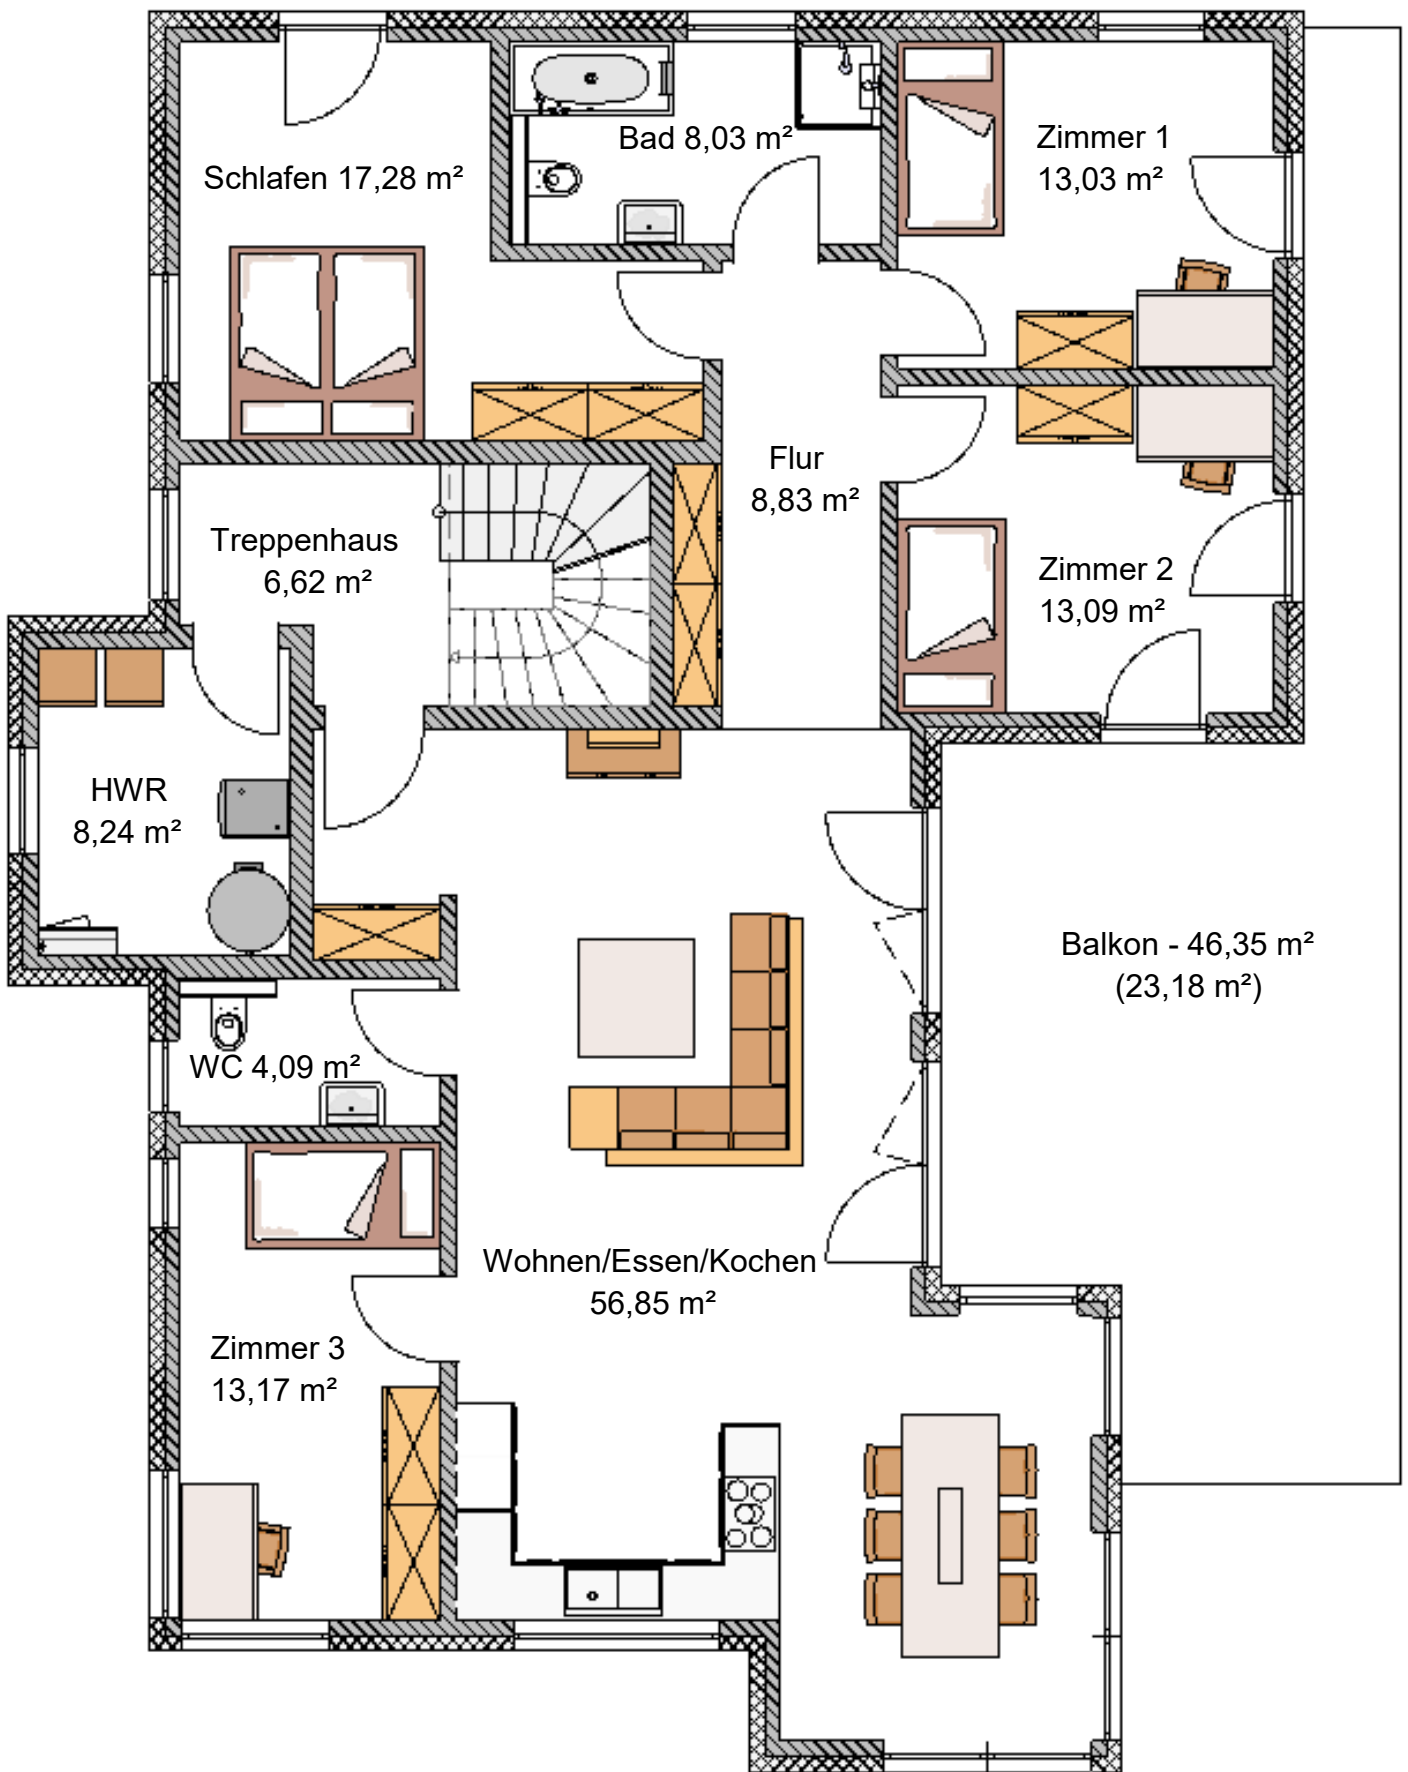 Schlafen 17,28 m²
Bad 8,03 m²
Zimmer 1
13,03 m²
Treppenhaus
6,62 m²
Flur
8,83 m²
Zimmer 2
13,09 m²
HWR
8,24 m²
Balkon - 46,35 m²
(23,18 m²)
WC 4,09 m²
Wohnen/Essen/Kochen
56,85 m²
Zimmer 3
13,17 m²